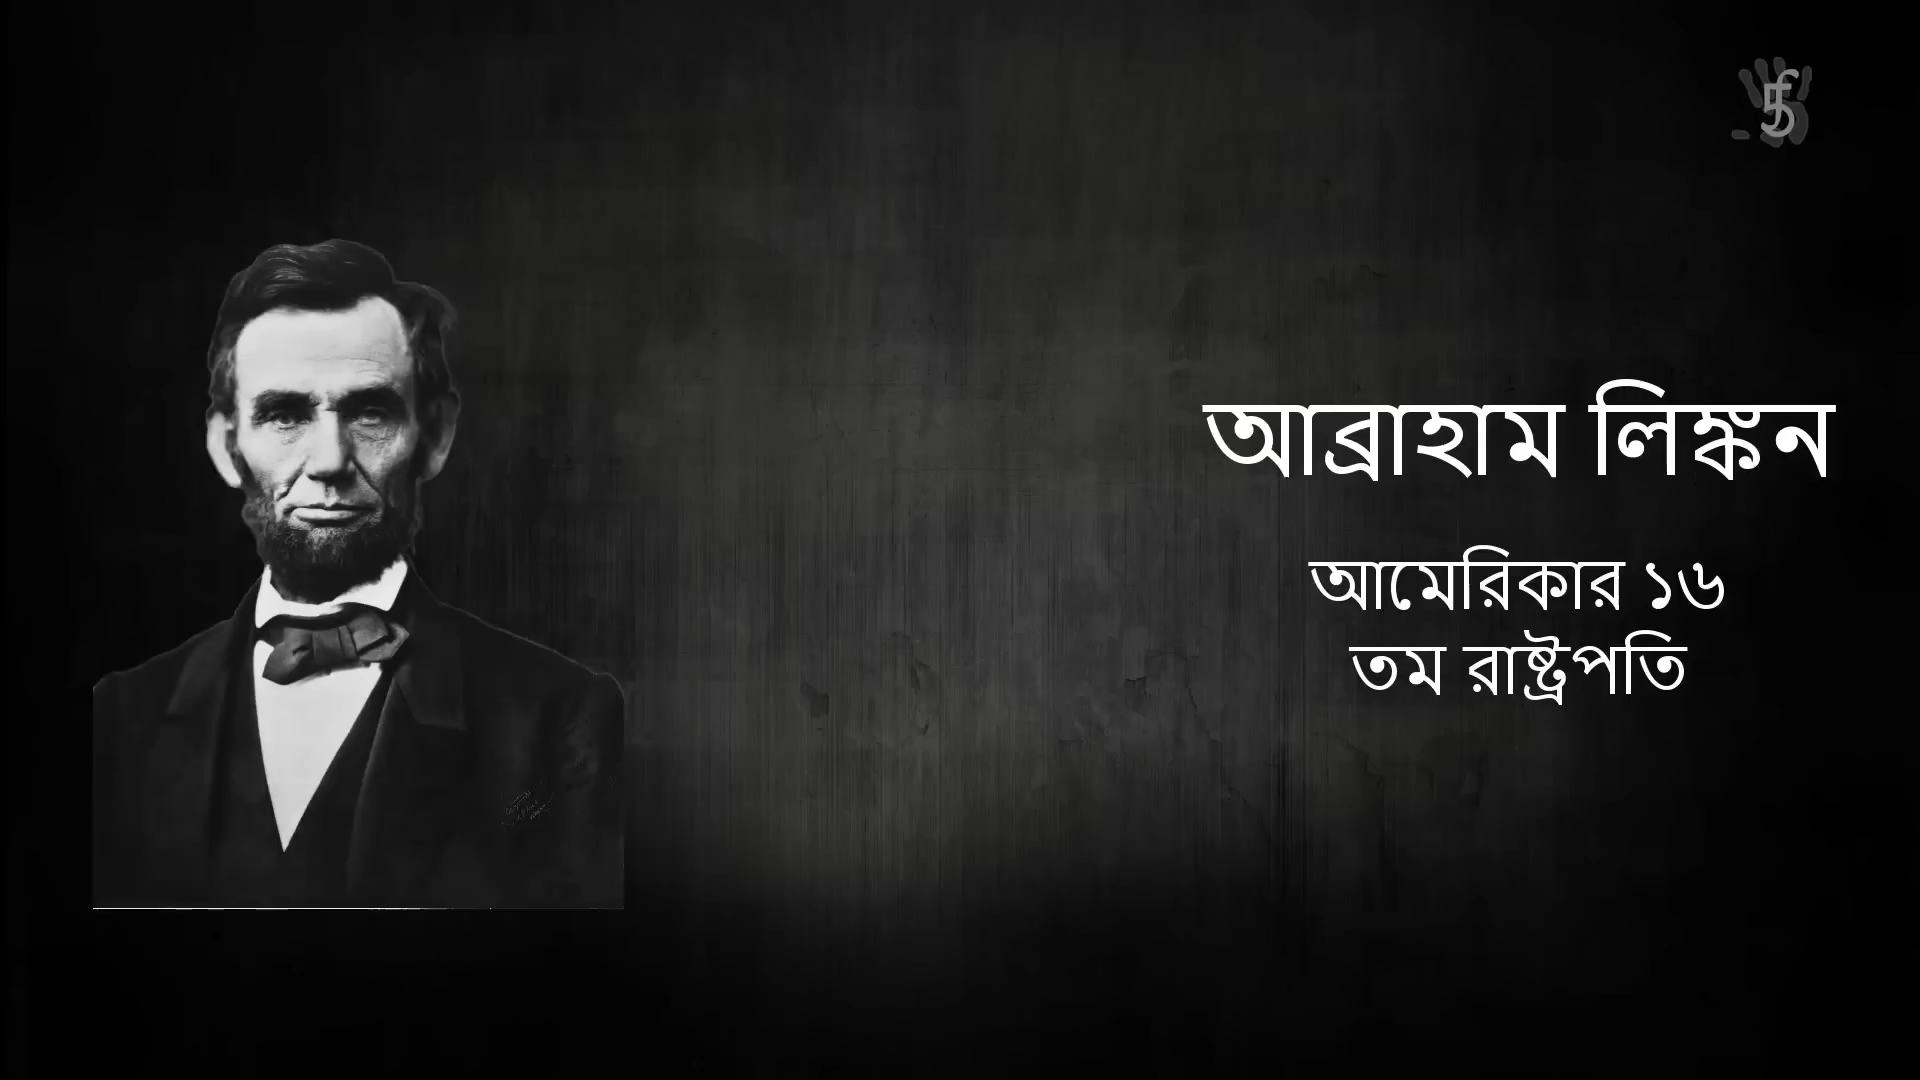 আব্রাহাম লিঙ্কন
আমেরিকার ১৬
তম রাষ্ট্রপতি